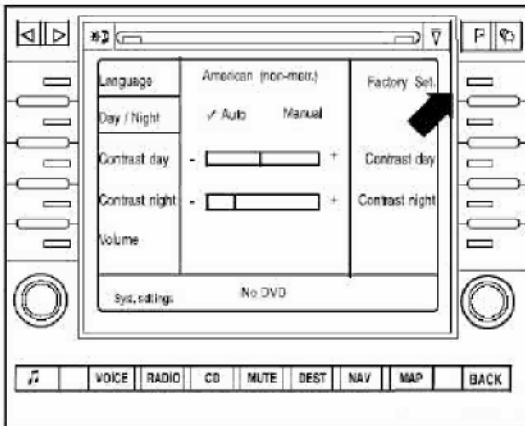 P
Language American (non-metr.) Factory Set.
Day / Night ✓ Auto Manual
Contrast day - + Contrast day
Contrast night - + Contrast night
Volume
Sys. settings No DVD
VOICE RADIO CD MUTE DEST NAV MAP BACK